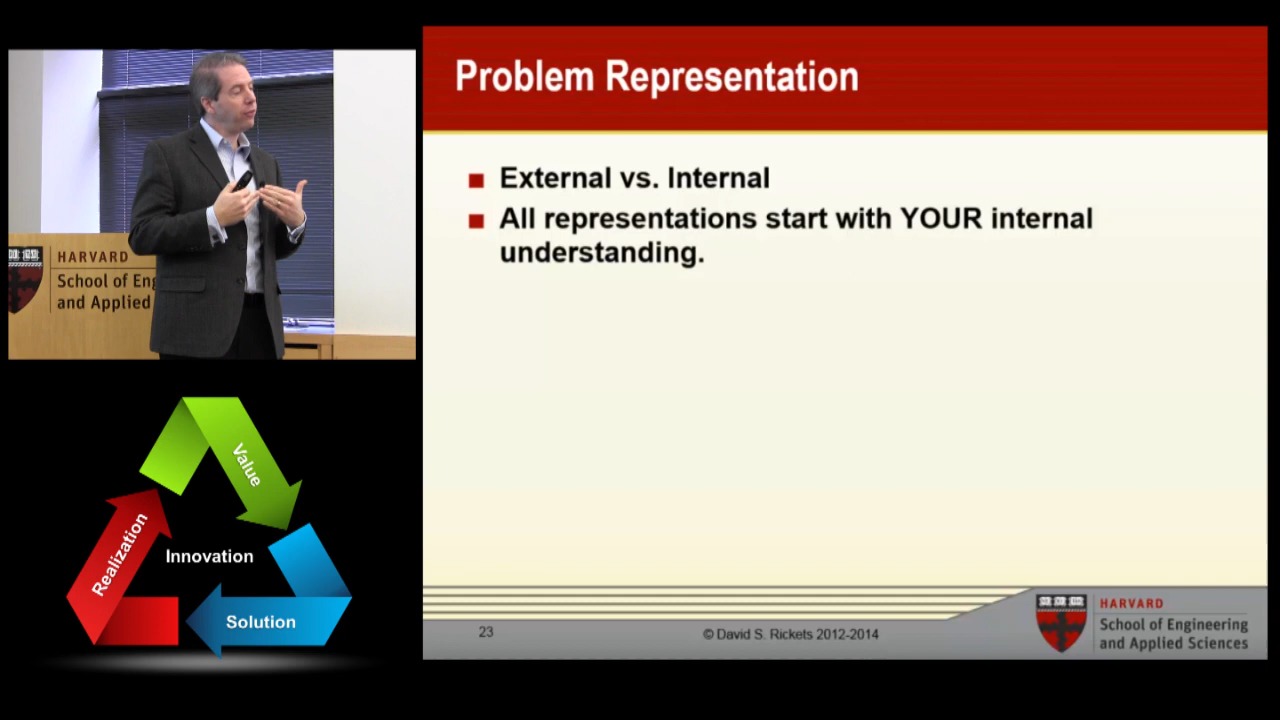 Problem Representation
External vs. Internal
All representations start with YOUR internal
understanding.
HARVARD
School of Eng
and Applied
Value
Realization
Innovation
Solution
23
© David S. Rickets 2012-2014
HARVARD
School of Engineering
and Applied Sciences